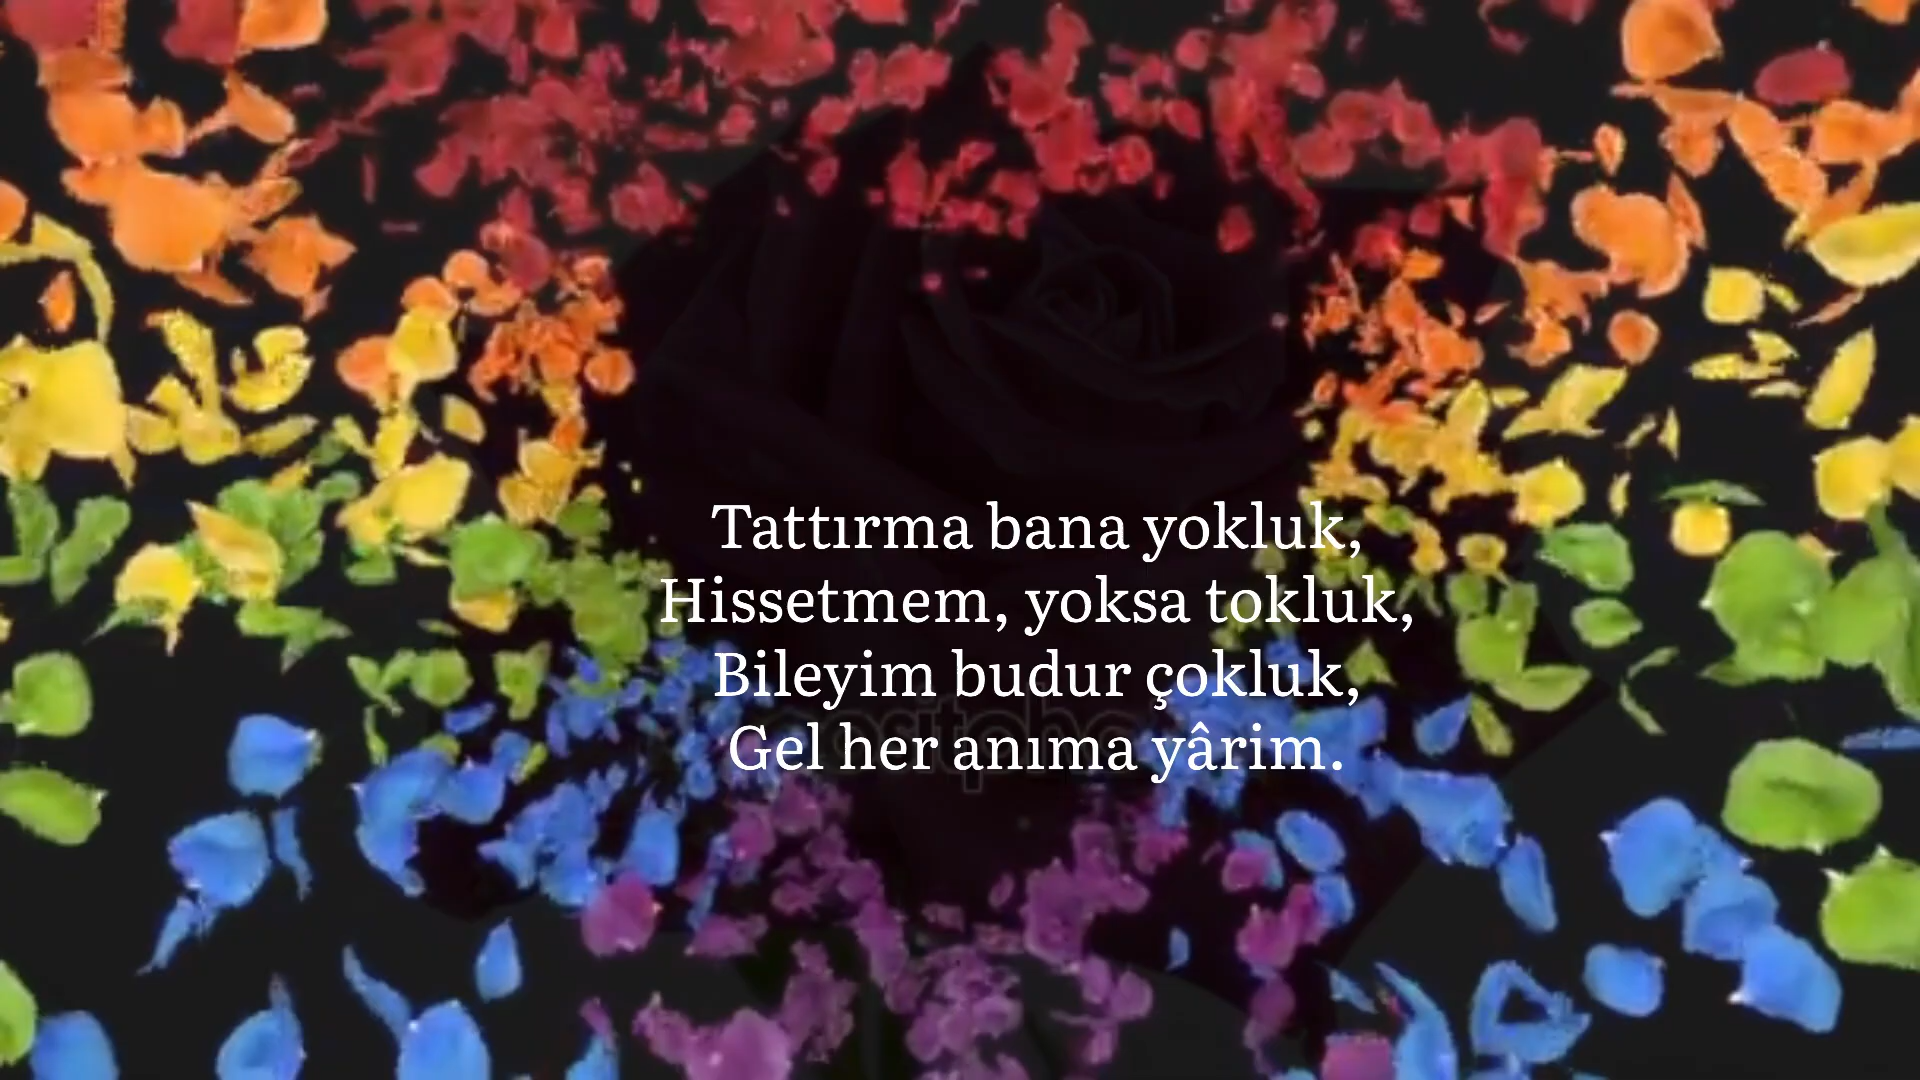 Tattırma bana yokluk,
Hissetmem, yoksa tokluk,
Bileyim budur çokluk,
Gel her anıma yârim.